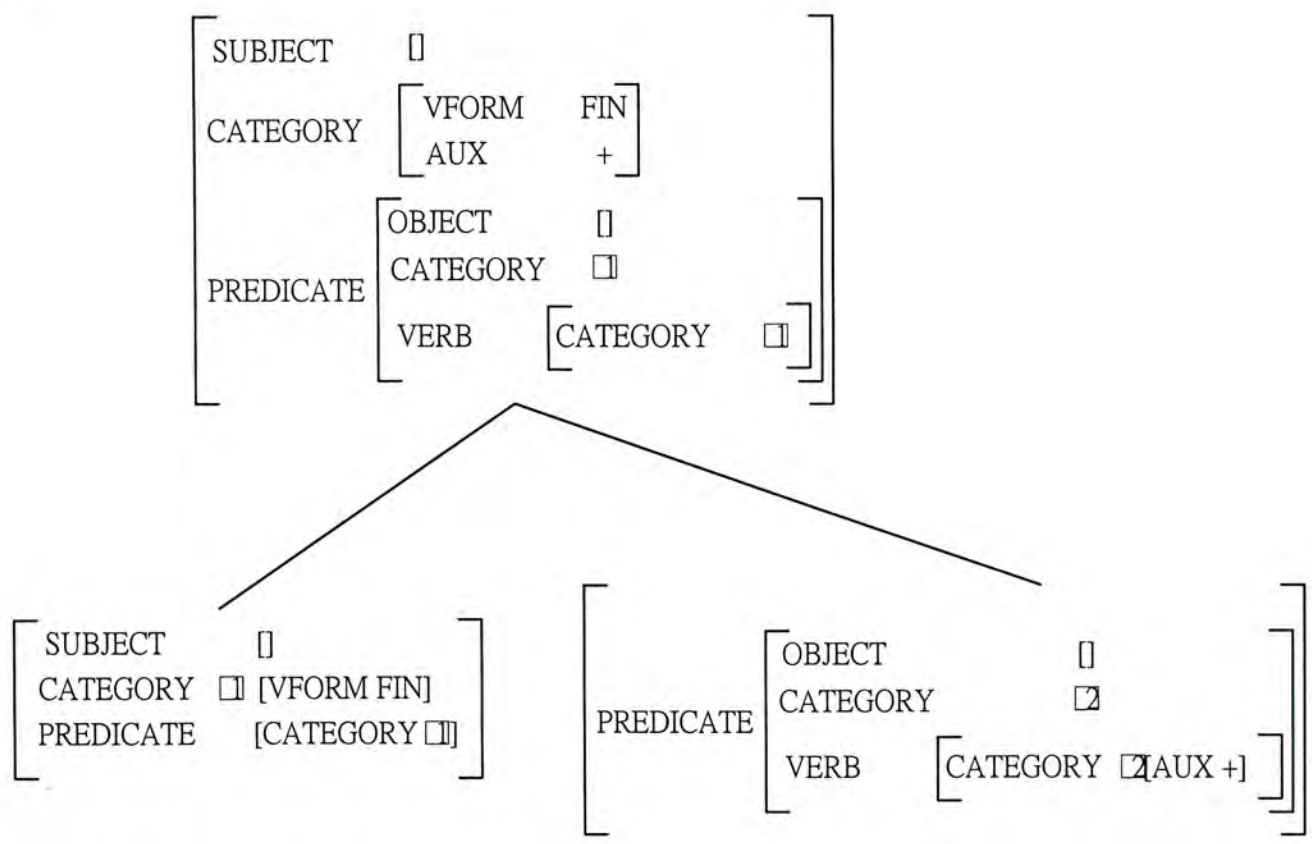 SUBJECT []
CATEGORY [VFORM FIN
AUX +]
PREDICATE [OBJECT []
CATEGORY 1
VERB [CATEGORY 1]]
SUBJECT []
CATEGORY 1 [VFORM FIN]
PREDICATE [CATEGORY 1]
PREDICATE [OBJECT []
CATEGORY 2
VERB [CATEGORY 2 [AUX +]]]